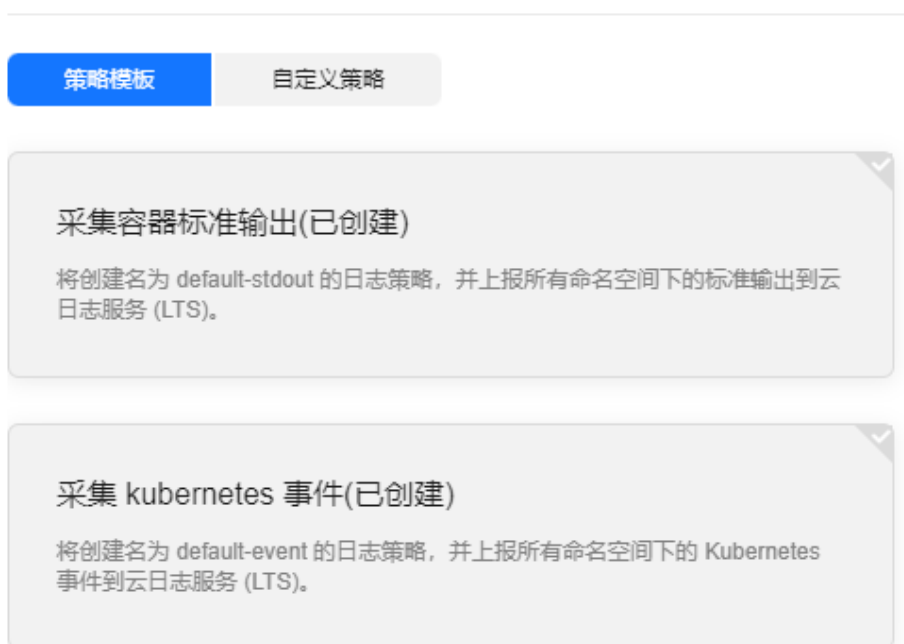 策略模板 自定义策略
采集容器标准输出(已创建)
将创建名为 default-stdout 的日志策略，并上报所有命名空间下的标准输出到云
日志服务 (LTS)。
采集 kubernetes 事件(已创建)
将创建名为 default-event 的日志策略，并上报所有命名空间下的 Kubernetes
事件到云日志服务 (LTS)。